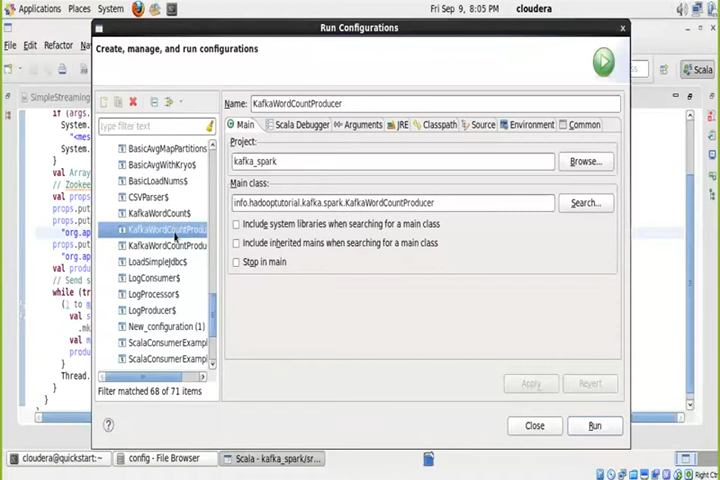 Applications Places System
Fri Sep 9, 8:05 PM cloudera
Run Configurations
File Edit Refactor
Create, manage, and run configurations
Scala
SimpleStreaming
type filter text
BasicAvgMapPartitions
BasicAvgWithKryo$
BasicLoadNums$
CSVParser$
KafkaWordCount$
KafkaWordCountProdu
KafkaWordCountProdu
LoadSimpleJdbc$
LogConsumer$
LogProcessor$
LogProducer$
New_configuration (1)
ScalaConsumerExampl
ScalaConsumerExampl
Filter matched 68 of 71 items
Name: KafkaWordCountProducer
Main Scala Debugger Arguments JRE Classpath Source Environment Common
Project:
kafka_spark Browse...
Main class:
info.hadooptutorial.kafka.spark.KafkaWordCountProducer Search...
Include system libraries when searching for a main class
Include inherited mains when searching for a main class
Stop in main
Apply Revert
Close Run
if (args.
System.
"<mes
System.
}
val Array
// Zookee
val props
props.put
props.put
"org.ap
props.put
"org.ap
val produ
// Send s
while (tr
(1 to m
val s
.mk
val m
produ
}
Thread.
}
}
cloudera@quickstart:~ config - File Browser Scala - kafka_spark/sr...
Right Ctrl